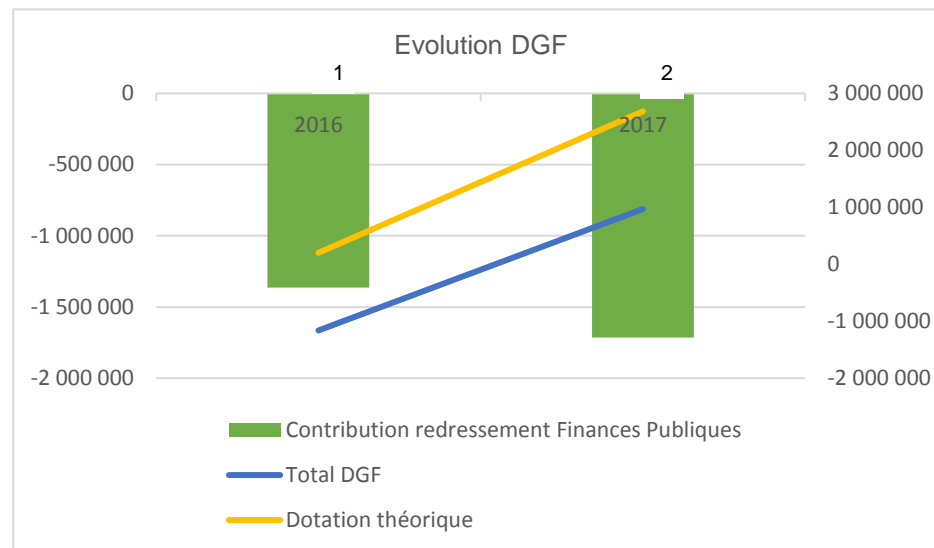 Evolution DGF
1 2
0 3 000 000
2016 2017
2 000 000
-500 000
1 000 000
-1 000 000
0
-1 500 000
-1 000 000
-2 000 000 -2 000 000
Contribution redressement Finances Publiques
Total DGF
Dotation théorique